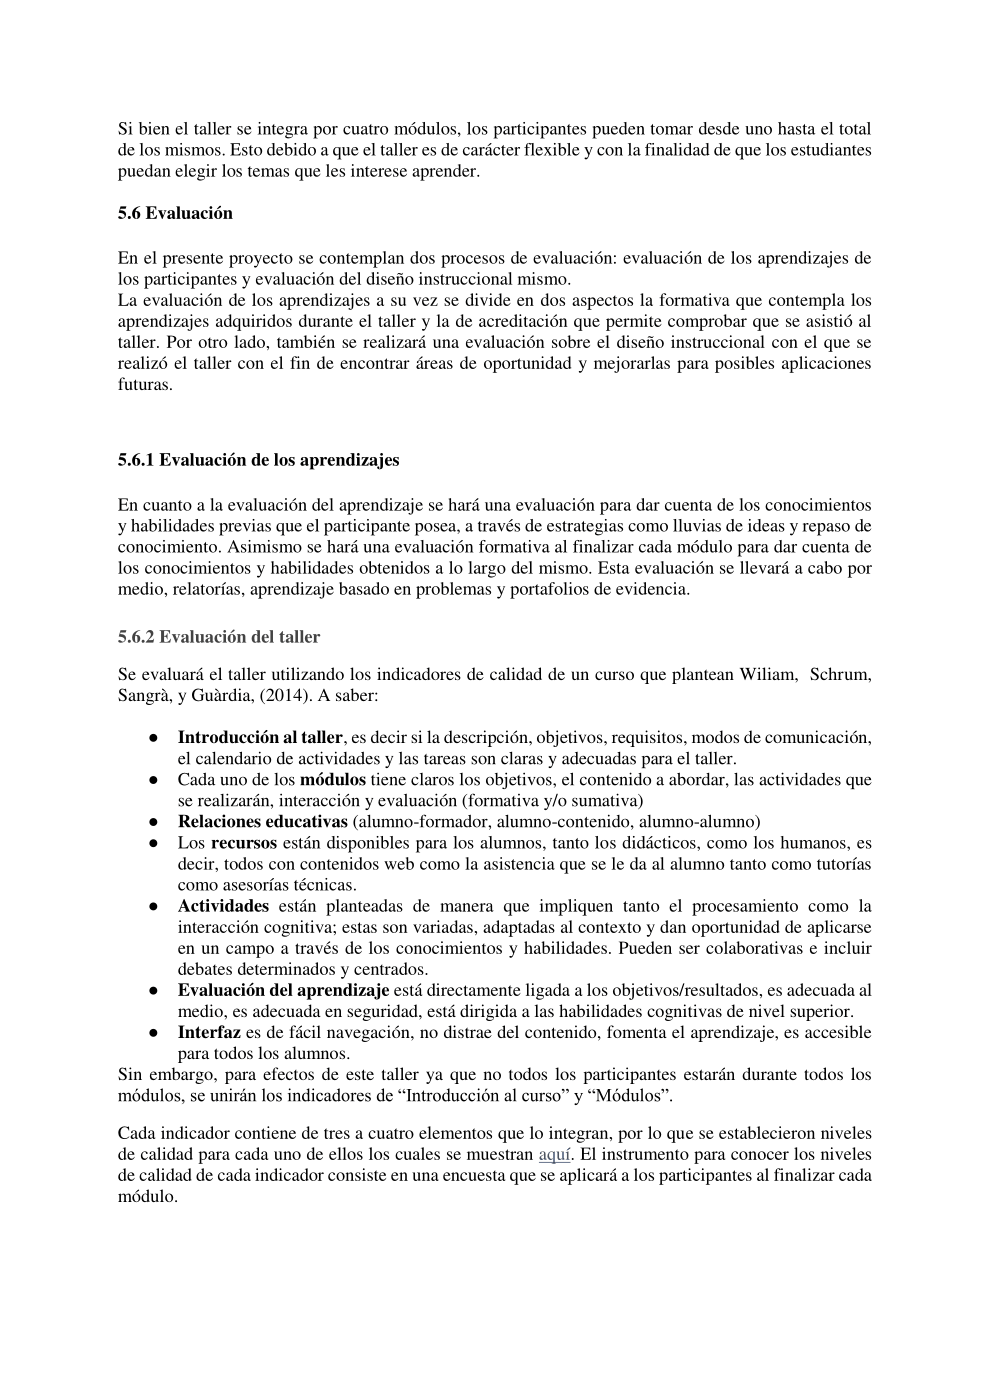 Si bien el taller se integra por cuatro módulos, los participantes pueden tomar desde uno hasta el total
de los mismos. Esto debido a que el taller es de carácter flexible y con la finalidad de que los estudiantes
puedan elegir los temas que les interese aprender.
5.6 Evaluación
En el presente proyecto se contemplan dos procesos de evaluación: evaluación de los aprendizajes de
los participantes y evaluación del diseño instruccional mismo.
La evaluación de los aprendizajes a su vez se divide en dos aspectos la formativa que contempla los
aprendizajes adquiridos durante el taller y la de acreditación que permite comprobar que se asistió al
taller. Por otro lado, también se realizará una evaluación sobre el diseño instruccional con el que se
realizó el taller con el fin de encontrar áreas de oportunidad y mejorarlas para posibles aplicaciones
futuras.
5.6.1 Evaluación de los aprendizajes
En cuanto a la evaluación del aprendizaje se hará una evaluación para dar cuenta de los conocimientos
y habilidades previas que el participante posea, a través de estrategias como lluvias de ideas y repaso de
conocimiento. Asimismo se hará una evaluación formativa al finalizar cada módulo para dar cuenta de
los conocimientos y habilidades obtenidos a lo largo del mismo. Esta evaluación se llevará a cabo por
medio, relatorías, aprendizaje basado en problemas y portafolios de evidencia.
5.6.2 Evaluación del taller
Se evaluará el taller utilizando los indicadores de calidad de un curso que plantean Wiliam,  Schrum,
Sangrà, y Guàrdia, (2014). A saber:
● Introducción al taller, es decir si la descripción, objetivos, requisitos, modos de comunicación,
el calendario de actividades y las tareas son claras y adecuadas para el taller.
● Cada uno de los módulos tiene claros los objetivos, el contenido a abordar, las actividades que
se realizarán, interacción y evaluación (formativa y/o sumativa)
● Relaciones educativas (alumno-formador, alumno-contenido, alumno-alumno)
● Los recursos están disponibles para los alumnos, tanto los didácticos, como los humanos, es
decir, todos con contenidos web como la asistencia que se le da al alumno tanto como tutorías
como asesorías técnicas.
● Actividades están planteadas de manera que impliquen tanto el procesamiento como la
interacción cognitiva; estas son variadas, adaptadas al contexto y dan oportunidad de aplicarse
en un campo a través de los conocimientos y habilidades. Pueden ser colaborativas e incluir
debates determinados y centrados.
● Evaluación del aprendizaje está directamente ligada a los objetivos/resultados, es adecuada al
medio, es adecuada en seguridad, está dirigida a las habilidades cognitivas de nivel superior.
● Interfaz es de fácil navegación, no distrae del contenido, fomenta el aprendizaje, es accesible
para todos los alumnos.
Sin embargo, para efectos de este taller ya que no todos los participantes estarán durante todos los
módulos, se unirán los indicadores de “Introducción al curso” y “Módulos”.
Cada indicador contiene de tres a cuatro elementos que lo integran, por lo que se establecieron niveles
de calidad para cada uno de ellos los cuales se muestran aquí. El instrumento para conocer los niveles
de calidad de cada indicador consiste en una encuesta que se aplicará a los participantes al finalizar cada
módulo.